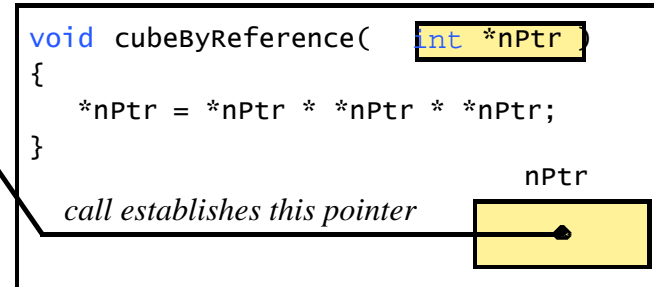 void cubeByReference( int *nPtr )
{
*nPtr = *nPtr * *nPtr * *nPtr;
}
nPtr
call establishes this pointer